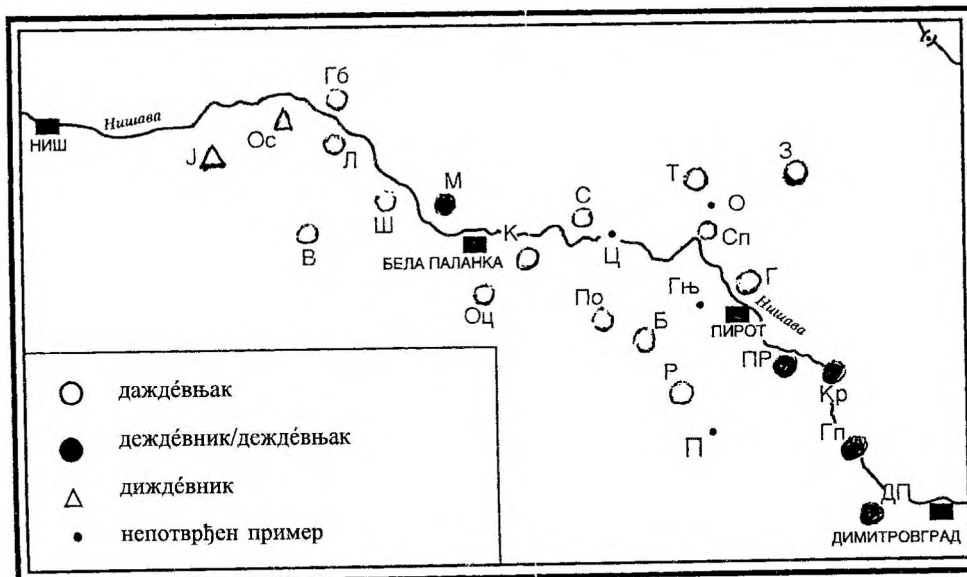 Гб
Нишава
НИШ
Ос
Ј
Л
Т
З
М
С
О
Ш
К
Сп
В
Ц
БЕЛА ПАЛАНКА
Г
Гњ
Нишава
Оц
По
Б
ПИРОТ
ПР
Р
Кр
Гп
П
ДП
ДИМИТРОВГРАД
даждéвњак
деждéвник/деждéвњак
диждéвник
непотврђен пример